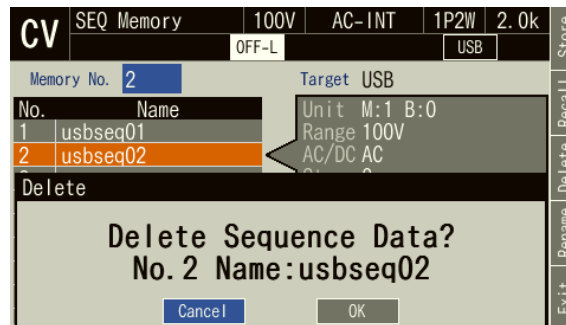 CV SEQ Memory 100V AC-INT 1P2W 2.0k
OFF-L USB
Memory No. 2 Target USB
No. Name
1 usbseq01
2 usbseq02
Unit M:1 B:0
Range 100V
AC/DC AC
Delete
Delete Sequence Data?
No.2 Name:usbseq02
Cancel OK
Store
Recall
Delete
Rename
Exit